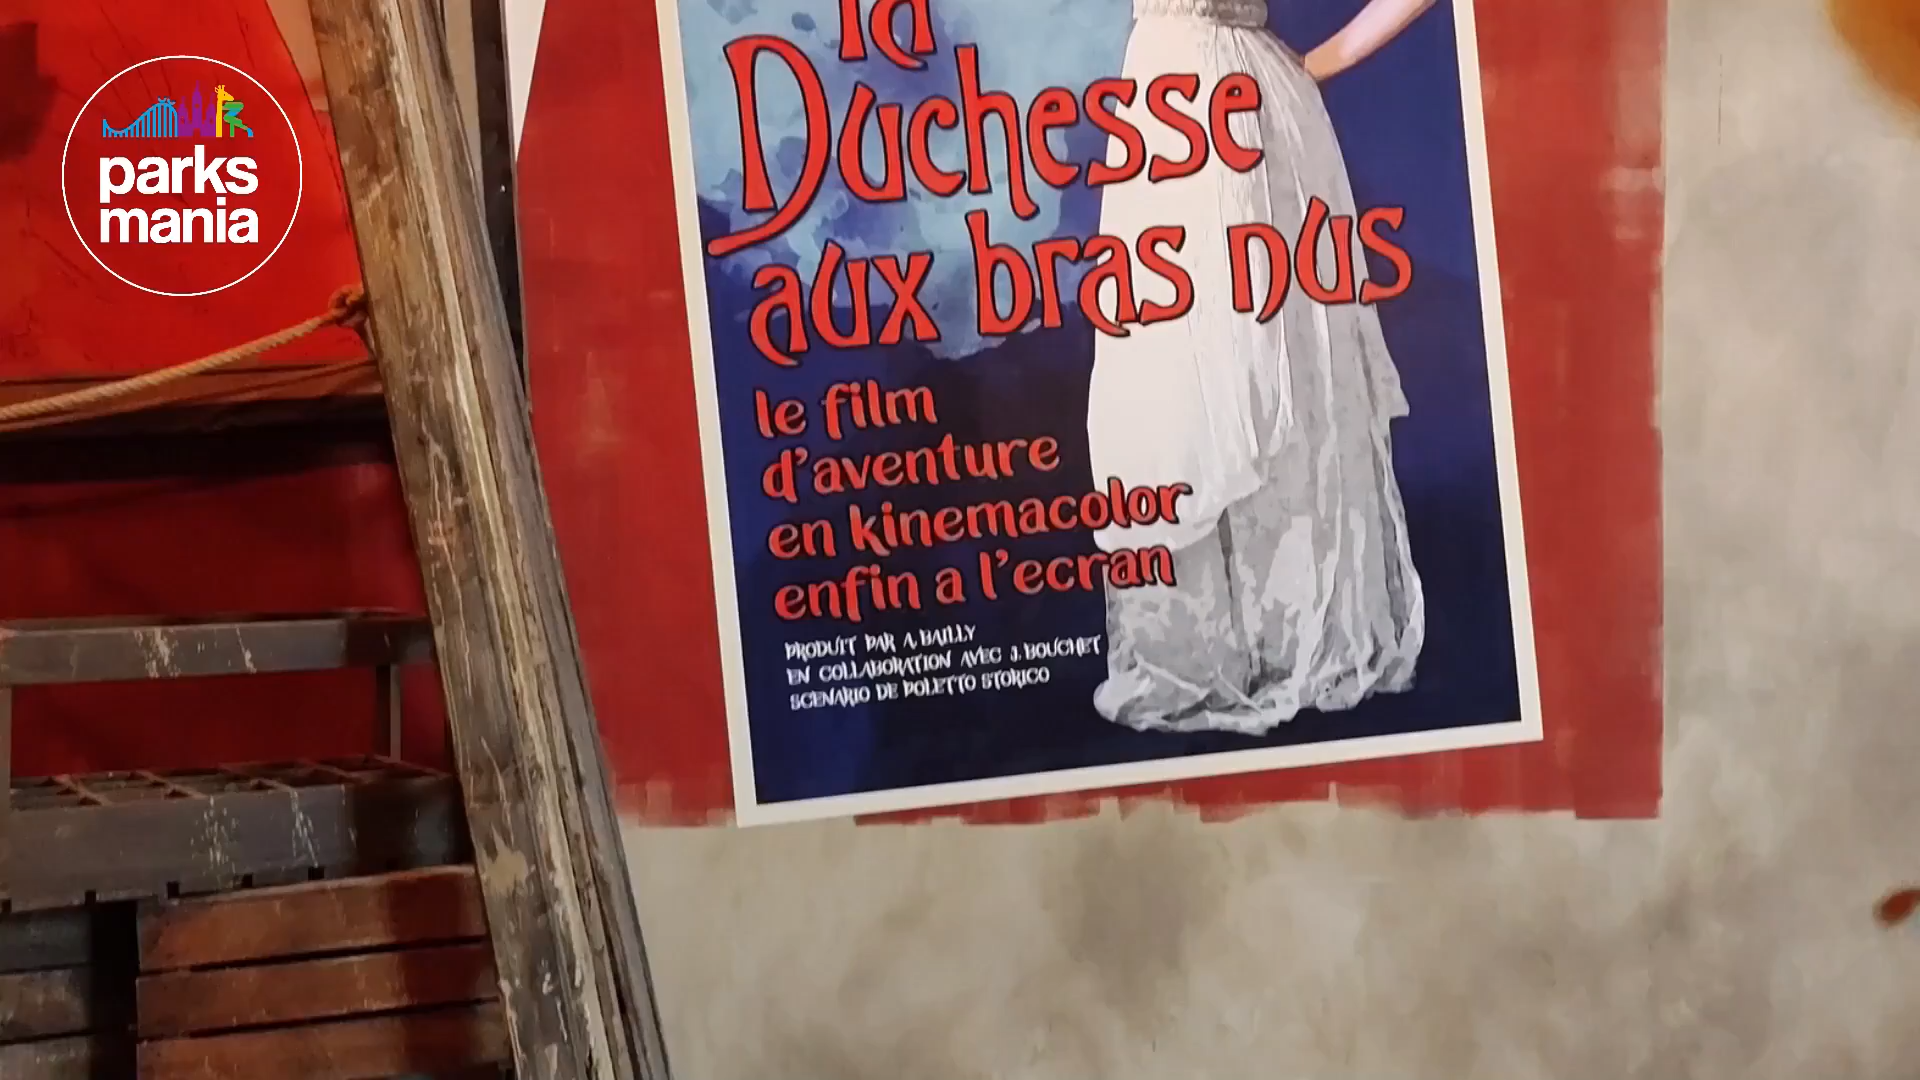 parks
mania
la
Duchesse
aux bras nus
le film
d'aventure
en kinemacolor
enfin a l'ecran
PRODUIT PAR A. BAILLY
EN COLLABORATION AVEC J. BOUCHET
SCENARIO DE POLETTO STORICO